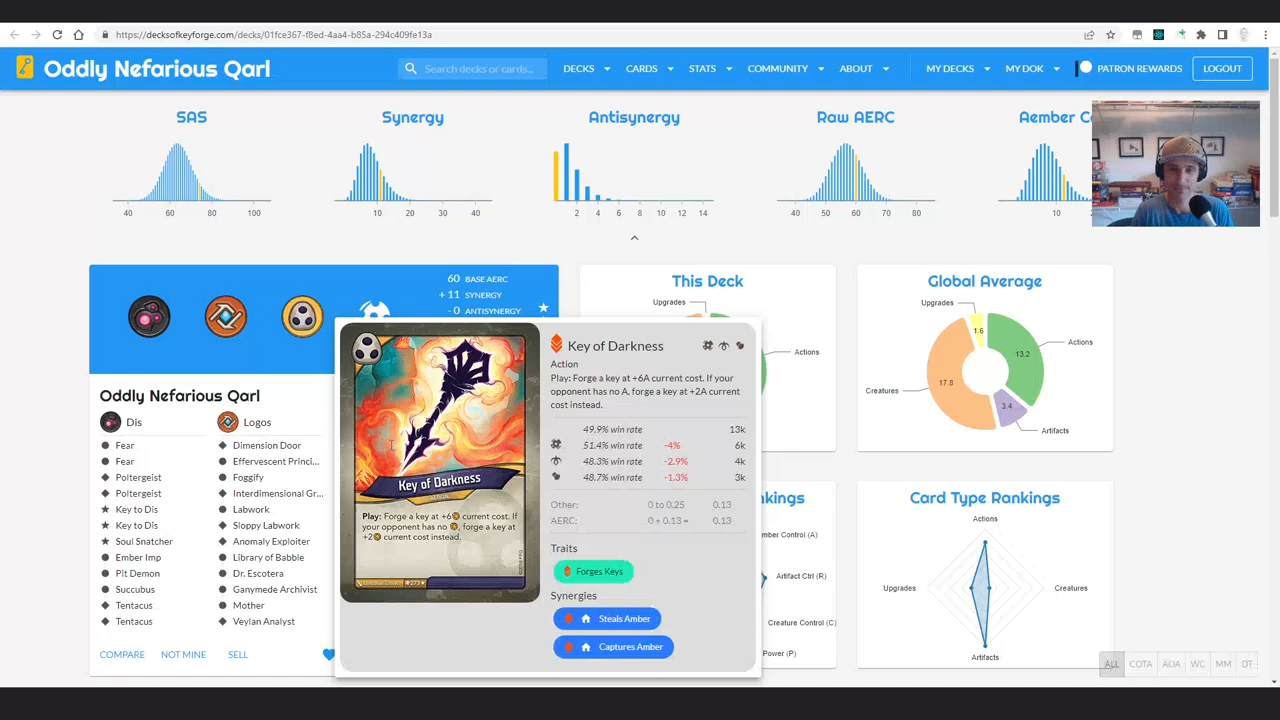 https://decksofkeyforge.com/decks/01fce367-f8ed-4aa4-b85a-294c409fe13a
Oddly Nefarious Qarl
Search decks or cards...
DECKS
CARDS
STATS
COMMUNITY
ABOUT
MY DECKS
MY DOK
PATRON REWARDS
LOGOUT
SAS
Synergy
Antisynergy
Raw AERC
Aember Co
40 60 80 100
10 20 30 40
2 4 6 8 10 12 14
40 50 60 70 80
10
60 BASE AERC
+ 11 SYNERGY
- 0 ANTISYNERGY
Oddly Nefarious Qarl
Dis
Fear
Fear
Poltergeist
Poltergeist
Key to Dis
Key to Dis
Soul Snatcher
Ember Imp
Pit Demon
Succubus
Tentacus
Tentacus
Logos
Dimension Door
Effervescent Princi...
Foggify
Interdimensional Gr...
Labwork
Sloppy Labwork
Anomaly Exploiter
Library of Babble
Dr. Escotera
Ganymede Archivist
Mother
Veylan Analyst
COMPARE
NOT MINE
SELL
Key of Darkness
Play: Forge a key at +6 current cost. If
your opponent has no , forge a key at
+2 current cost instead.
Key of Darkness
Action
Play: Forge a key at +6A current cost. If your
opponent has no A, forge a key at +2A current
cost instead.
49.9% win rate 13k
51.4% win rate -4% 6k
48.3% win rate -2.9% 4k
48.7% win rate -1.3% 3k
Other: 0 to 0.25 0.13
AERC: 0 + 0.13 = 0.13
Traits
Forges Keys
Synergies
Steals Amber
Captures Amber
This Deck
Upgrades
Actions
Global Average
Upgrades
1.6
Actions
13.2
Creatures
17.8
3.4
Artifacts
nkings
mber Control (A)
Artifact Ctrl (R)
Creature Control (C)
Power (P)
Card Type Rankings
Actions
Upgrades
Creatures
Artifacts
ALL
COTA
AOA
WC
MM
DT